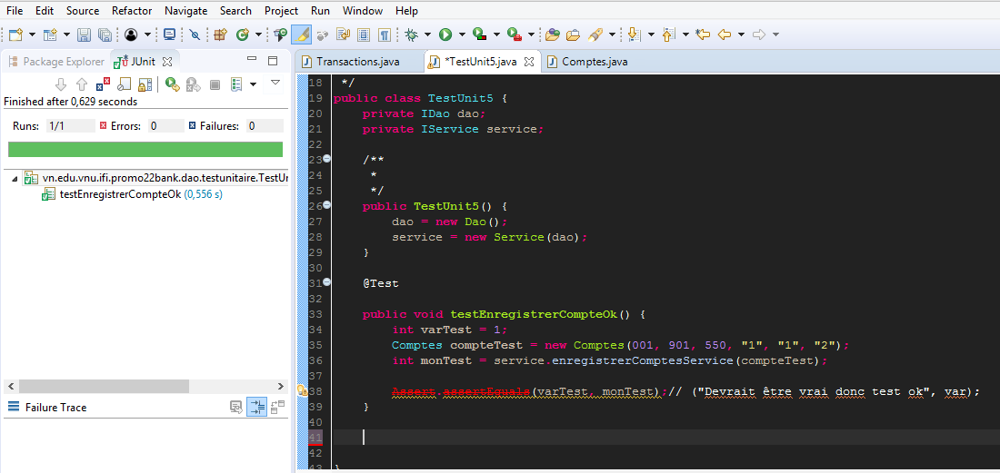 File Edit Source Refactor Navigate Search Project Run Window Help
Package Explorer JUnit
Finished after 0,629 seconds
Runs: 1/1 Errors: 0 Failures: 0
vn.edu.vnu.ifi.promo22bank.dao.testunitaire.TestU
testEnregistrerCompteOk (0,556 s)
Failure Trace
Transactions.java *TestUnit5.java Comptes.java
18 */
19 public class TestUnit5 {
20 private IDao dao;
21 private IService service;
22
23 /**
24 *
25 */
26 public TestUnit5() {
27 dao = new Dao();
28 service = new Service(dao);
29 }
30
31 @Test
32
33 public void testEnregistrerCompteOk() {
34 int varTest = 1;
35 Comptes compteTest = new Comptes(001, 901, 550, "1", "1", "2");
36 int monTest = service.enregistrerComptesService(compteTest);
37
38 Assert.assertEquals(varTest, monTest);// ("Devrait être vrai donc test ok", var);
39 }
40
41
42
43 }